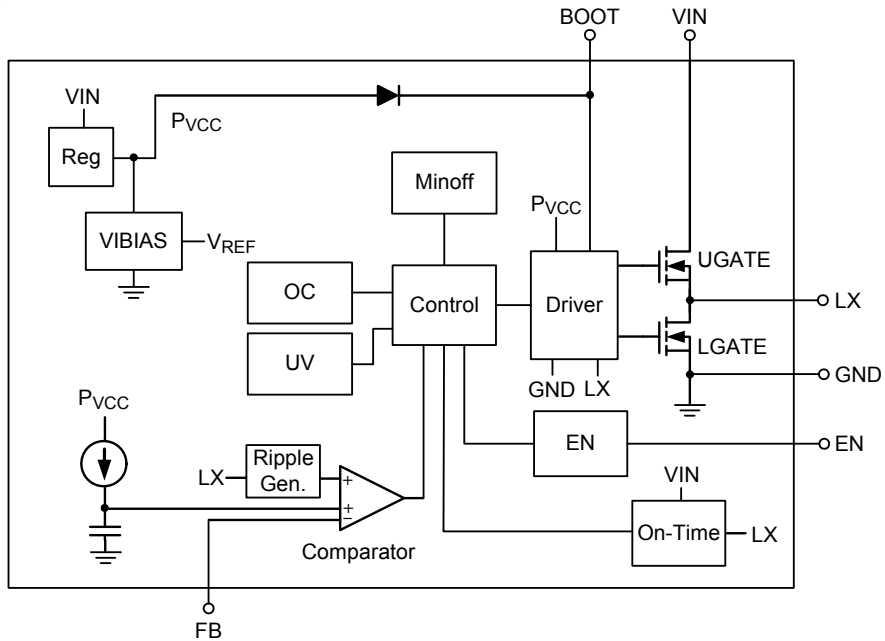 BOOT VIN
VIN
PVCC
Reg
Minoff
PVCC
VIBIAS
VREF
UGATE
OC
Control
Driver
LX
UV
LGATE
GND LX
GND
PVCC
EN
EN
Ripple
Gen.
LX
+
+
−
VIN
On-Time
LX
Comparator
FB